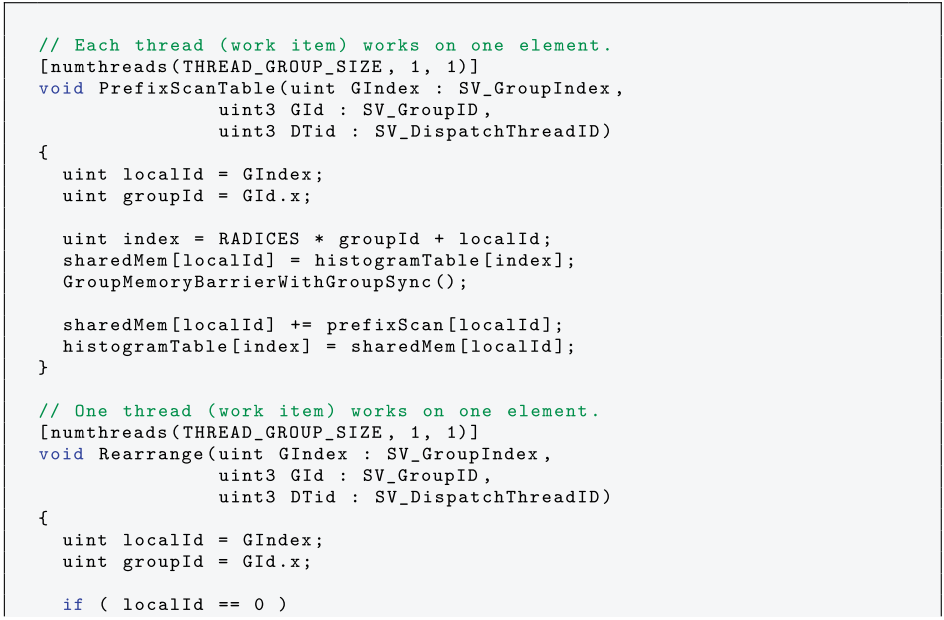 // Each thread (work item) works on one element.
[numthreads(THREAD_GROUP_SIZE, 1, 1)]
void PrefixScanTable(uint GIndex : SV_GroupIndex,
uint3 GId : SV_GroupID,
uint3 DTid : SV_DispatchThreadID)
{
uint localId = GIndex;
uint groupId = GId.x;
uint index = RADICES * groupId + localId;
sharedMem[localId] = histogramTable[index];
GroupMemoryBarrierWithGroupSync();
sharedMem[localId] += prefixScan[localId];
histogramTable[index] = sharedMem[localId];
}
// One thread (work item) works on one element.
[numthreads(THREAD_GROUP_SIZE, 1, 1)]
void Rearrange(uint GIndex : SV_GroupIndex,
uint3 GId : SV_GroupID,
uint3 DTid : SV_DispatchThreadID)
{
uint localId = GIndex;
uint groupId = GId.x;
if ( localId == 0 )